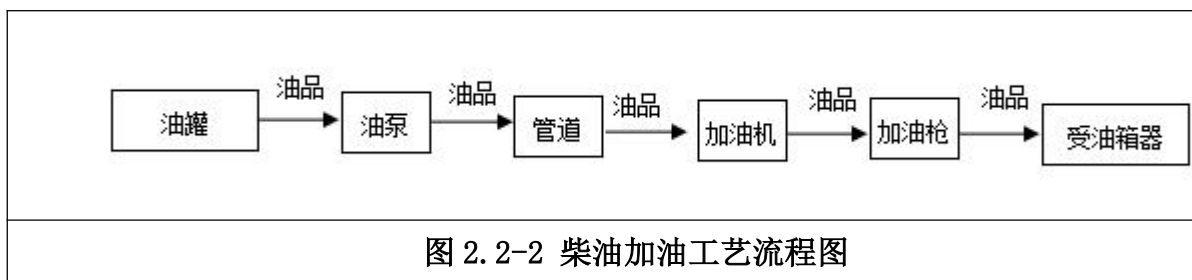 油品 油品 油品 油品 油品
油罐 油泵 管道 加油机 加油枪 受油箱器
图 2.2-2 柴油加油工艺流程图